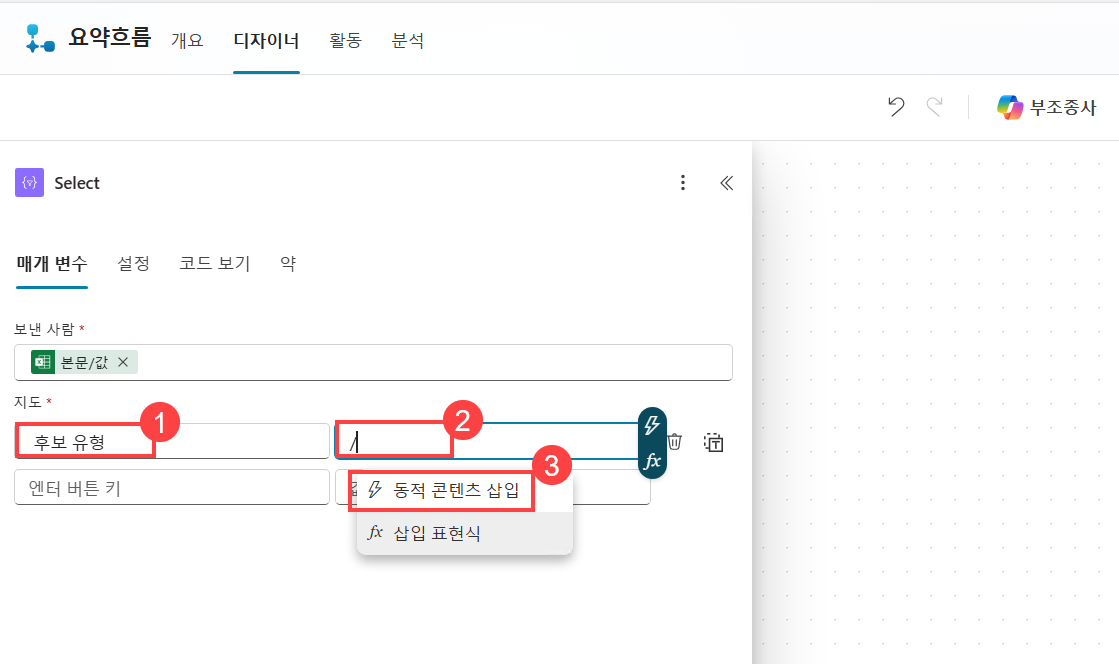 요약흐름 개요 디자이너 활동 분석
부조종사
Select
매개 변수 설정 코드 보기 약
보낸 사람 *
본문/값
지도 *
1
2
후보 유형
/
fx
3
엔터 버튼 키
동적 콘텐츠 삽입
fx 삽입 표현식